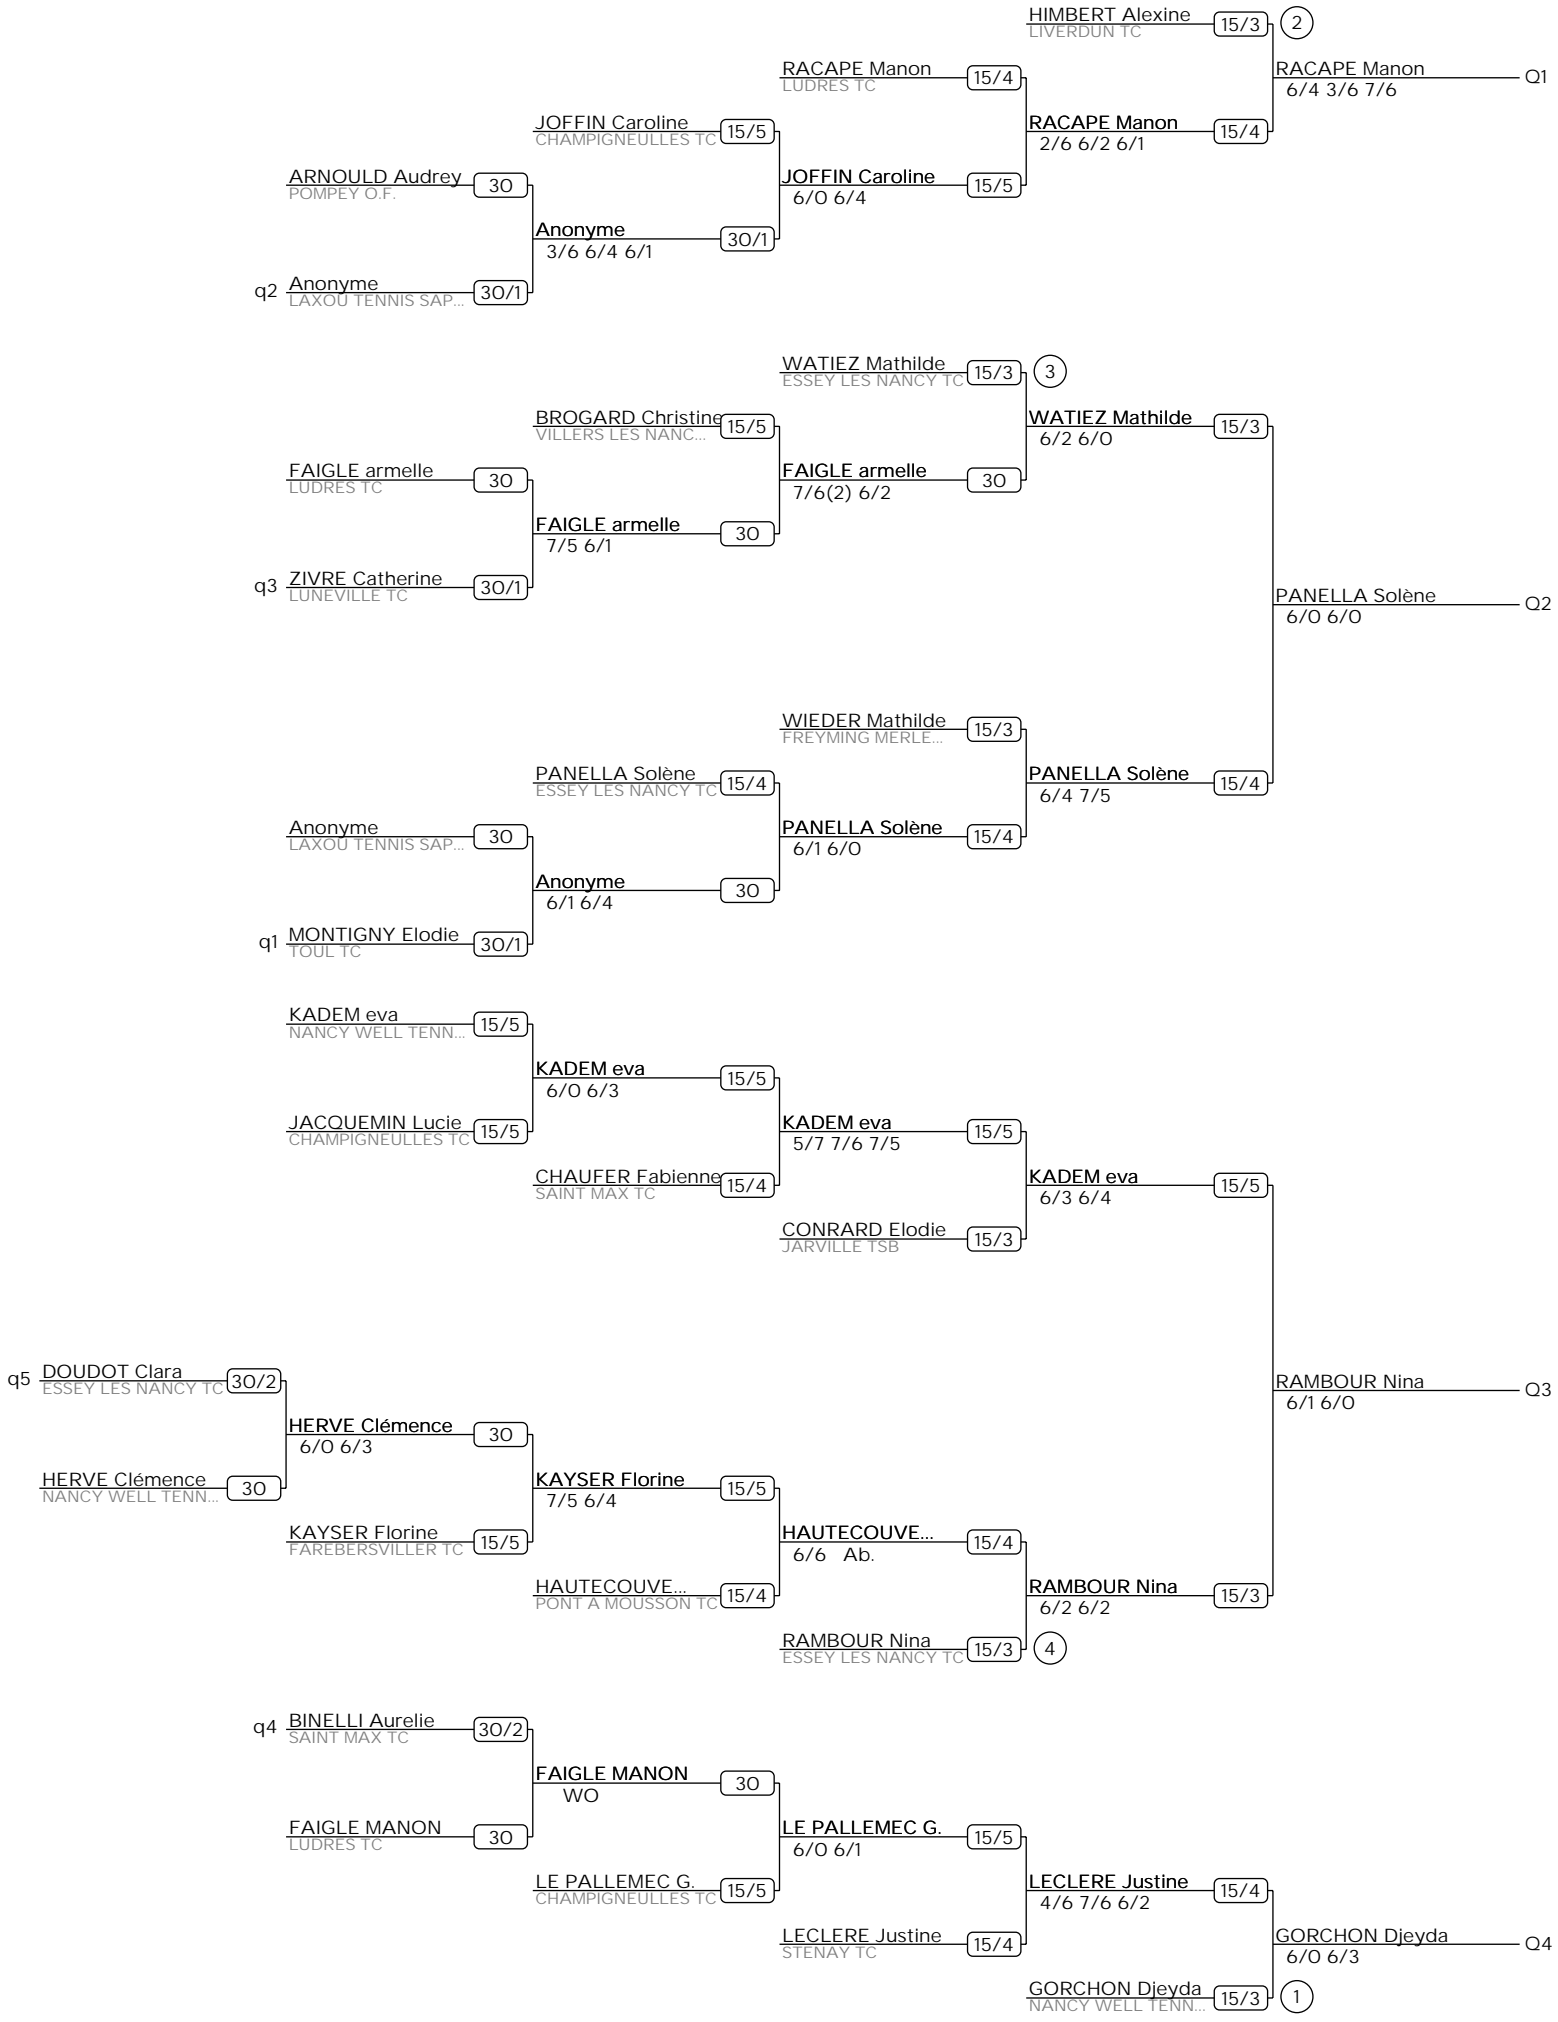 HIMBERT Alexine
LIVERDUN TC
15/3
2
RACAPE Manon
LUDRES TC
15/4
RACAPE Manon
6/4 3/6 7/6
Q1
JOFFIN Caroline
CHAMPIGNEULLES TC
15/5
RACAPE Manon
2/6 6/2 6/1
15/4
ARNOULD Audrey
POMPEY O.F.
30
JOFFIN Caroline
6/0 6/4
15/5
Anonyme
3/6 6/4 6/1
30/1
q2
Anonyme
LAXOU TENNIS SAP...
30/1
WATIEZ Mathilde
ESSEY LES NANCY TC
15/3
3
BROGARD Christine
VILLERS LES NANC...
15/5
WATIEZ Mathilde
6/2 6/0
15/3
FAIGLE armelle
LUDRES TC
30
FAIGLE armelle
7/6(2) 6/2
30
FAIGLE armelle
7/5 6/1
30
q3
ZIVRE Catherine
LUNEVILLE TC
30/1
PANELLA Solène
6/0 6/0
Q2
WIEDER Mathilde
FREYMING MERLE...
15/3
PANELLA Solène
ESSEY LES NANCY TC
15/4
PANELLA Solène
6/4 7/5
15/4
Anonyme
LAXOU TENNIS SAP...
30
PANELLA Solène
6/1 6/0
15/4
Anonyme
6/1 6/4
30
q1
MONTIGNY Elodie
TOUL TC
30/1
KADEM eva
NANCY WELL TENN...
15/5
KADEM eva
6/0 6/3
15/5
JACQUEMIN Lucie
CHAMPIGNEULLES TC
15/5
KADEM eva
5/7 7/6 7/5
15/5
CHAUFER Fabienne
SAINT MAX TC
15/4
KADEM eva
6/3 6/4
15/5
CONRARD Elodie
JARVILLE TSB
15/3
q5
DOUDOT Clara
ESSEY LES NANCY TC
30/2
RAMBOUR Nina
6/1 6/0
Q3
HERVE Clémence
6/0 6/3
30
HERVE Clémence
NANCY WELL TENN...
30
KAYSER Florine
7/5 6/4
15/5
KAYSER Florine
FAREBERSVILLER TC
15/5
HAUTECOUVE...
6/6 Ab.
15/4
HAUTECOUVE...
PONT A MOUSSON TC
15/4
RAMBOUR Nina
6/2 6/2
15/3
RAMBOUR Nina
ESSEY LES NANCY TC
15/3
4
q4
BINELLI Aurelie
SAINT MAX TC
30/2
FAIGLE MANON
WO
30
FAIGLE MANON
LUDRES TC
30
LE PALLEMEC G.
6/0 6/1
15/5
LE PALLEMEC G.
CHAMPIGNEULLES TC
15/5
LECLERE Justine
4/6 7/6 6/2
15/4
LECLERE Justine
STENAY TC
15/4
GORCHON Djeyda
6/0 6/3
Q4
GORCHON Djeyda
NANCY WELL TENN...
15/3
1